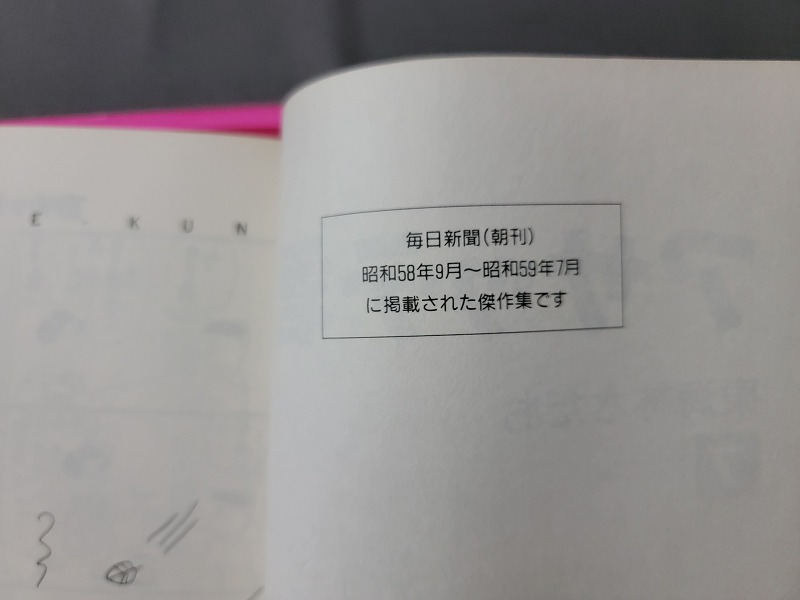 E . K U N
毎日新聞(朝刊)
昭和58年9月〜昭和59年7月
に掲載された傑作集です